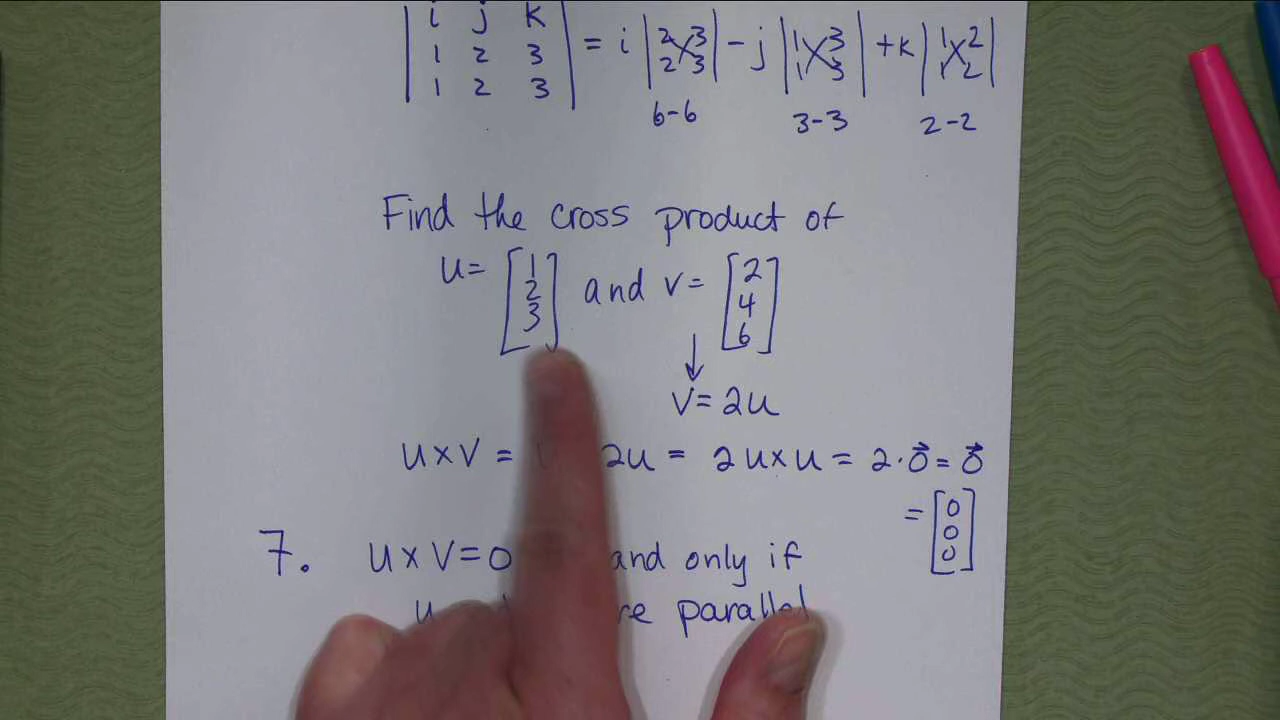 | i j k |
| 1 2 3 | = i | 2 3 | - j | 1 3 | + k | 1 2 |
| 1 2 3 | | 2 3 | | 1 3 | | 1 2 |
6-6 3-3 2-2
Find the cross product of
u= [1 2 3] and v= [2 4 6]
↓
v= 2u
u×v = 2u = 2u×u = 2·0⃗ = 0⃗
= [0 0 0]
7. u×v=0 and only if
u parallel